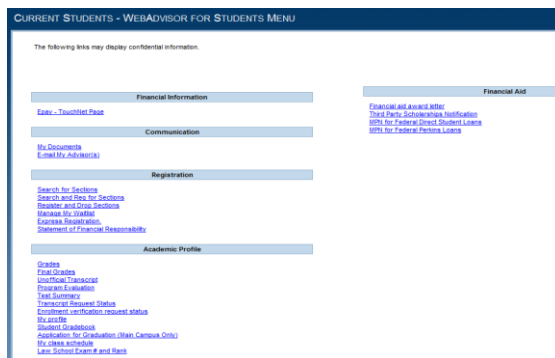 CURRENT STUDENTS - WEBADVISOR FOR STUDENTS MENU
The following links may display confidential information.
Financial Information
Epay - TouchNet Page
Communication
My Documents
E-mail My Advisor(s)
Registration
Search for Sections
Search and Reg for Sections
Register and Drop Sections
Manage My Waitlist
Express Registration.
Statement of Financial Responsibility
Academic Profile
Grades
Final Grades
Unofficial Transcript
Program Evaluation
Test Summary
Transcript Request Status
Enrollment verification request status
My profile
Student Gradebook
Application for Graduation (Main Campus Only)
My class schedule
Law School Exam # and Rank
Financial Aid
Financial aid award letter
Third Party Scholarships Notification
MPN for Federal Direct Student Loans
MPN for Federal Perkins Loans